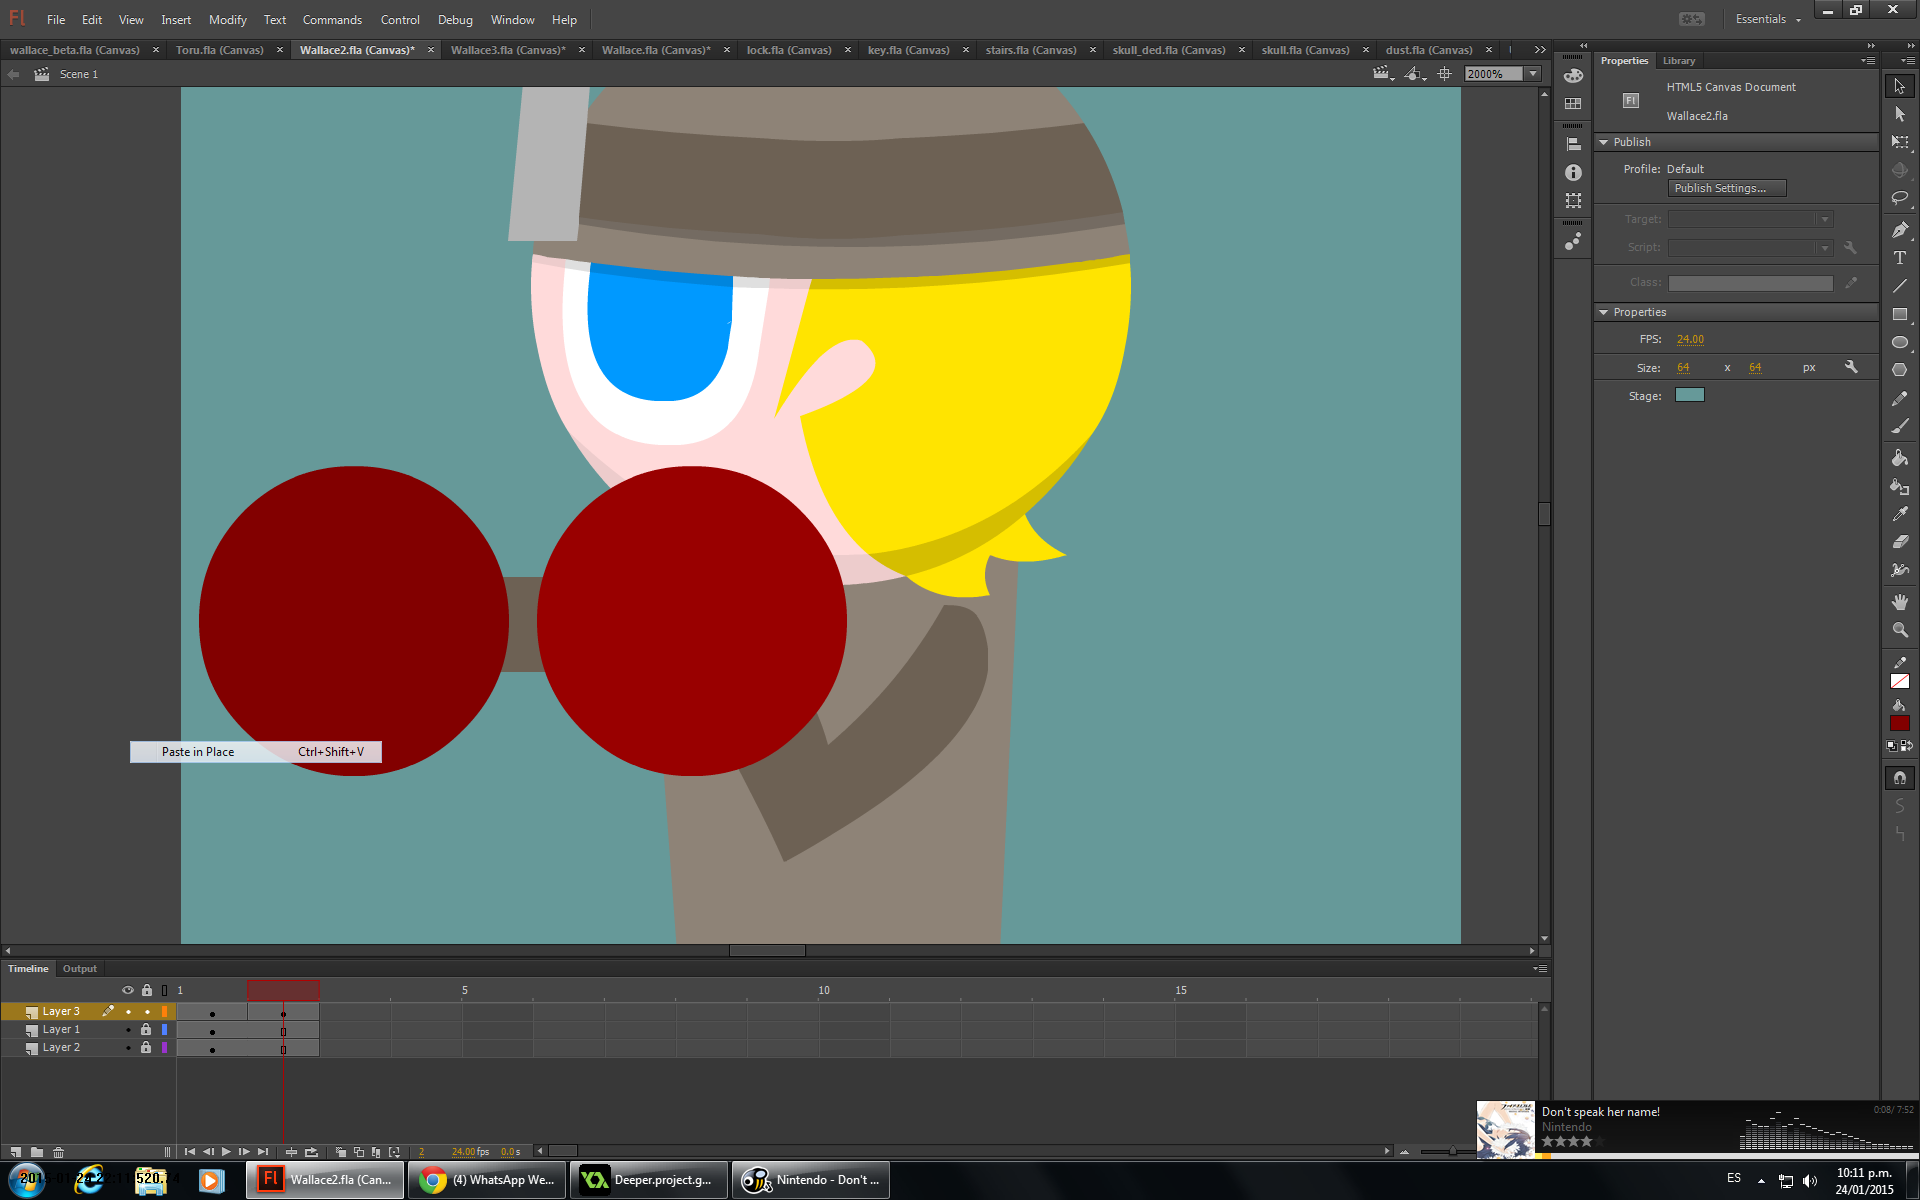 Fl File Edit View Insert Modify Text Commands Control Debug Window Help Essentials
wallace_beta.fla (Canvas) Toru.fla (Canvas) Wallace2.fla (Canvas)* Wallace3.fla (Canvas)* Wallace.fla (Canvas)* lock.fla (Canvas) key.fla (Canvas) stairs.fla (Canvas) skull_ded.fla (Canvas) skull.fla (Canvas) dust.fla (Canvas)
Scene 1 2000%
Properties Library
HTML5 Canvas Document
Fl
Wallace2.fla
Publish
Profile: Default
Publish Settings...
Target:
Script:
Class:
Properties
FPS: 24.00
Size: 64 x 64 px
Stage:
Paste in Place Ctrl+Shift+V
Timeline Output
1 5 10 15
Layer 3
Layer 1
Layer 2
2 24.00 fps 0.0 s
Don't speak her name!
0:08 / 7:52
Nintendo
Fl Wallace2.fla (Can...
(4) WhatsApp We...
Deeper.project.g...
Nintendo - Don't ...
ES
10:11 p.m.
24/01/2015